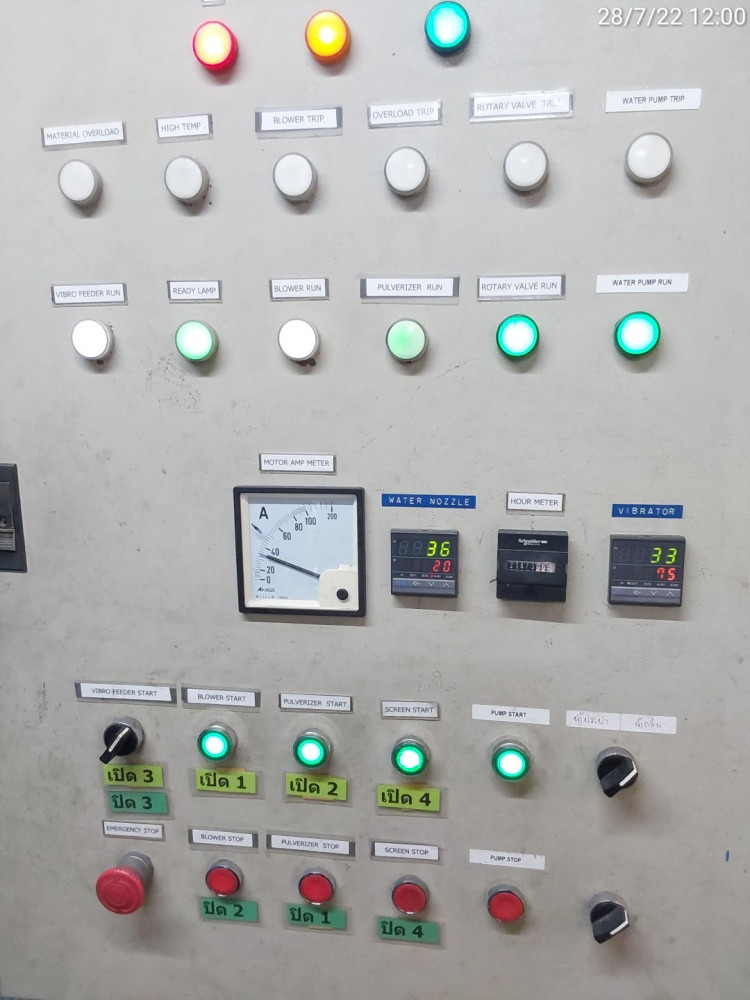 28/7/22 12:00
MATERIAL OVERLOAD
HIGH TEMP.
BLOWER TRIP.
OVERLOAD TRIP
ROTARY VALVE TRIP
WATER PUMP TRIP
VIBRO FEEDER RUN
READY LAMP
BLOWER RUN
PULVERIZER RUN
ROTARY VALVE RUN
WATER PUMP RUN
MOTOR AMP METER
WATER NOZZLE
HOUR METER
VIBRATOR
A
200
100
80
60
40
20
0
36
20
Schneider
33
75
VIBRO FEEDER START
BLOWER START
PULVERIZER START
SCREEN START
PUMP START
เปิด 3
เปิด 1
เปิด 2
เปิด 4
ปิด 3
EMERGENCY STOP
BLOWER STOP
PULVERIZER STOP
SCREEN STOP
PUMP STOP
ปิด 2
ปิด 1
ปิด 4